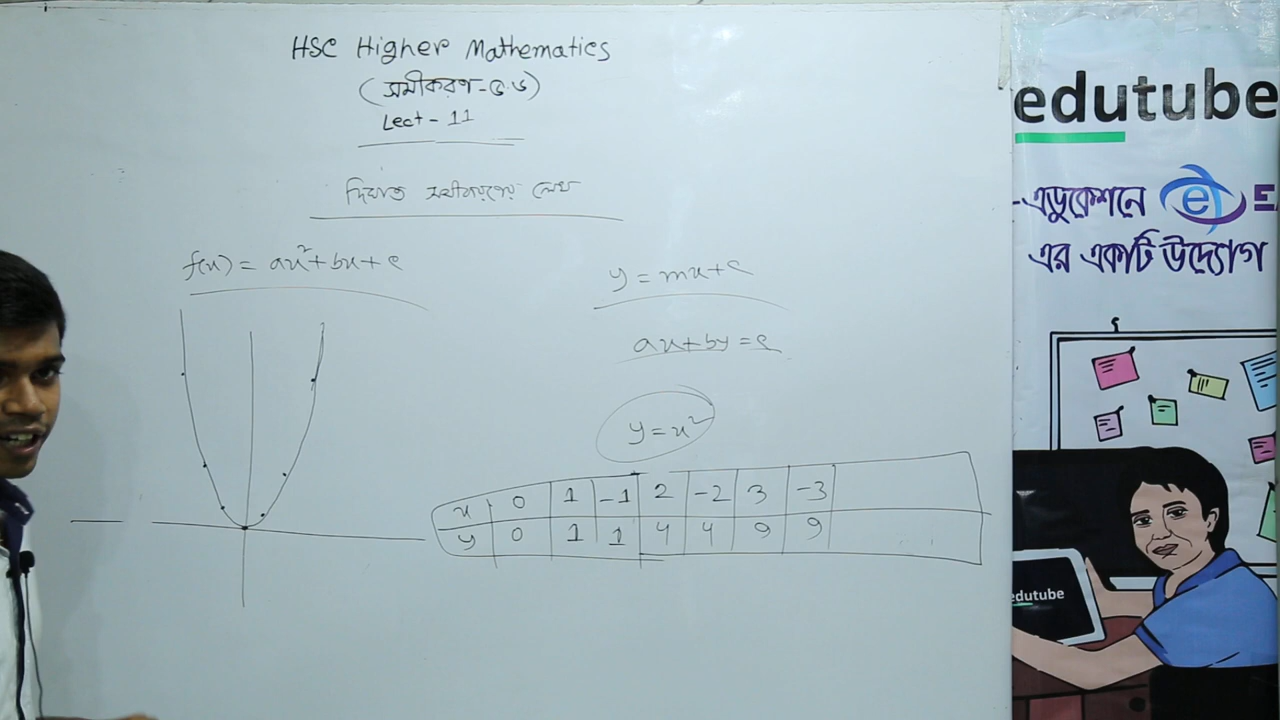 HSC Higher Mathematics
(সমীকরণ-৫.৬)
Lect - 11
দ্বিঘাত সমীকরণের লেখ
f(x) = ax²+bx+c
y = mx+c
ax+by=c
y = x²
x 0 1 -1 2 -2 3 -3
y 0 1 1 4 4 9 9
edutube
-এডুকেশনে e E
এর একটি উদ্যোগ
edutube